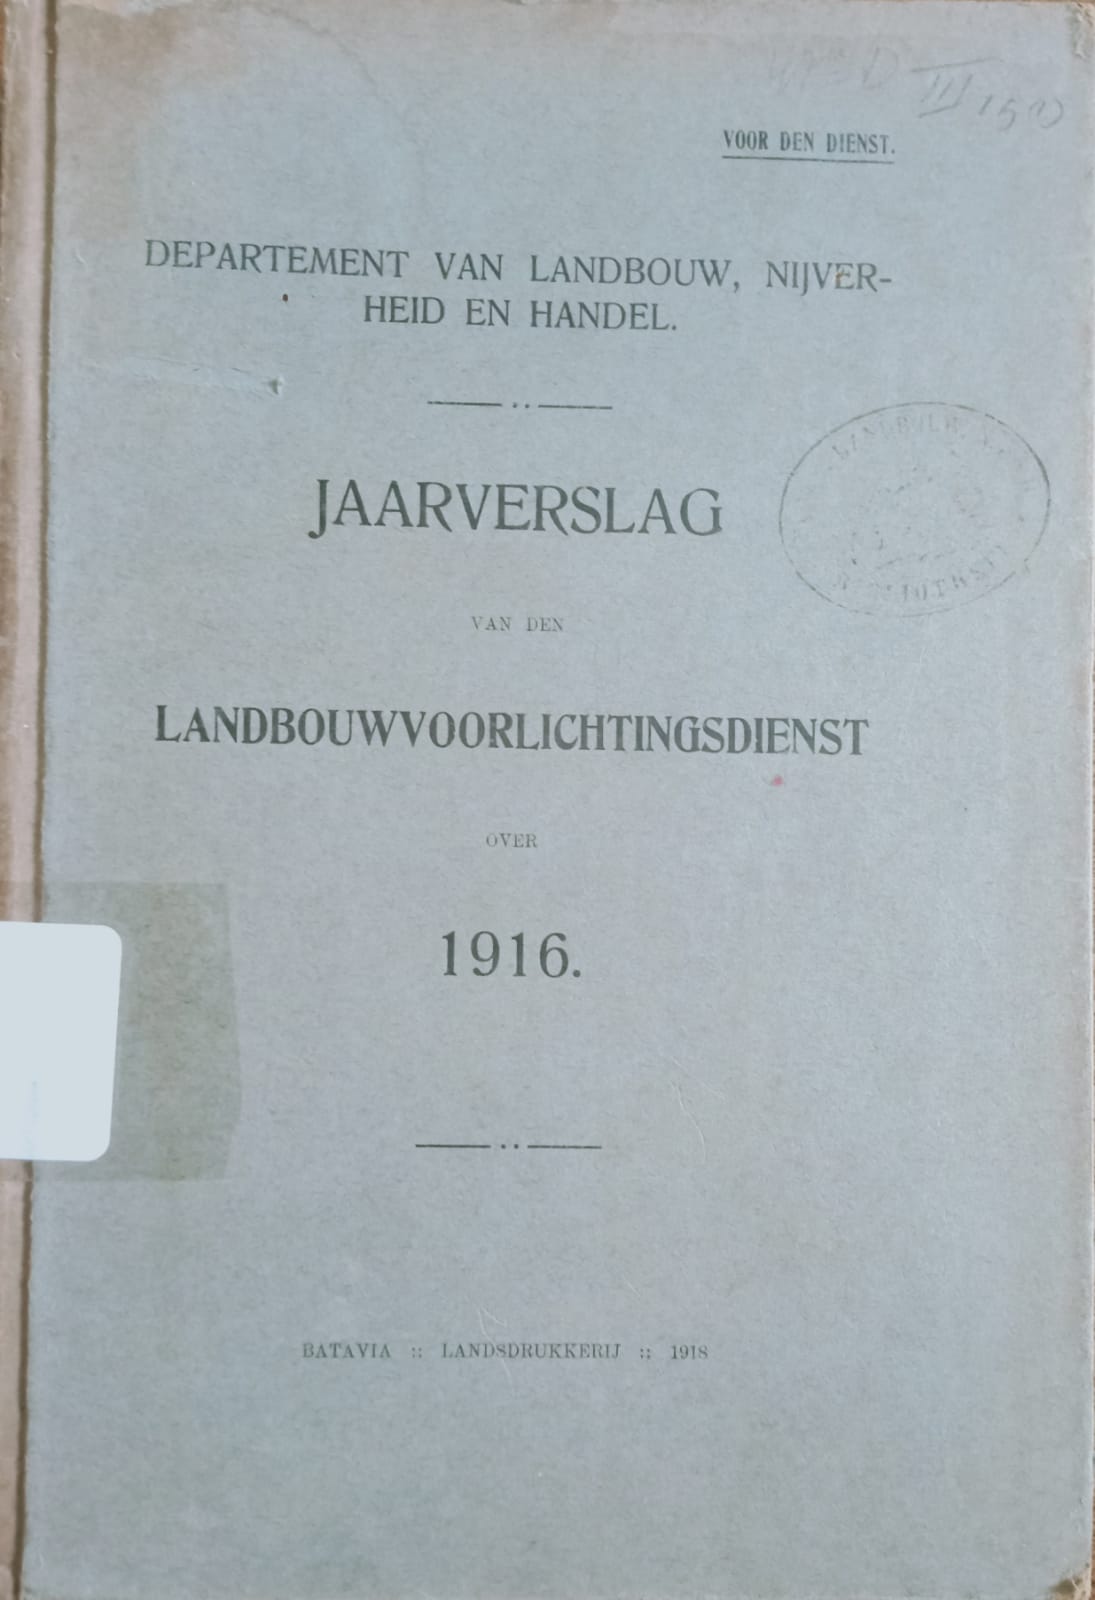 VOOR DEN DIENST.
DEPARTEMENT VAN LANDBOUW, NIJVER-
HEID EN HANDEL.
JAARVERSLAG
VAN DEN
LANDBOUWVOORLICHTINGSDIENST
OVER
1916.
BATAVIA :: LANDSDRUKKERIJ :: 1918